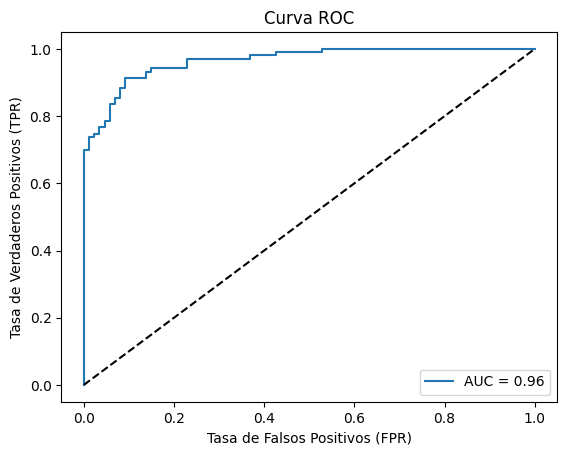 Curva ROC
Tasa de Verdaderos Positivos (TPR)
1.0
0.8
0.6
0.4
0.2
0.0
AUC = 0.96
0.0 0.2 0.4 0.6 0.8 1.0
Tasa de Falsos Positivos (FPR)